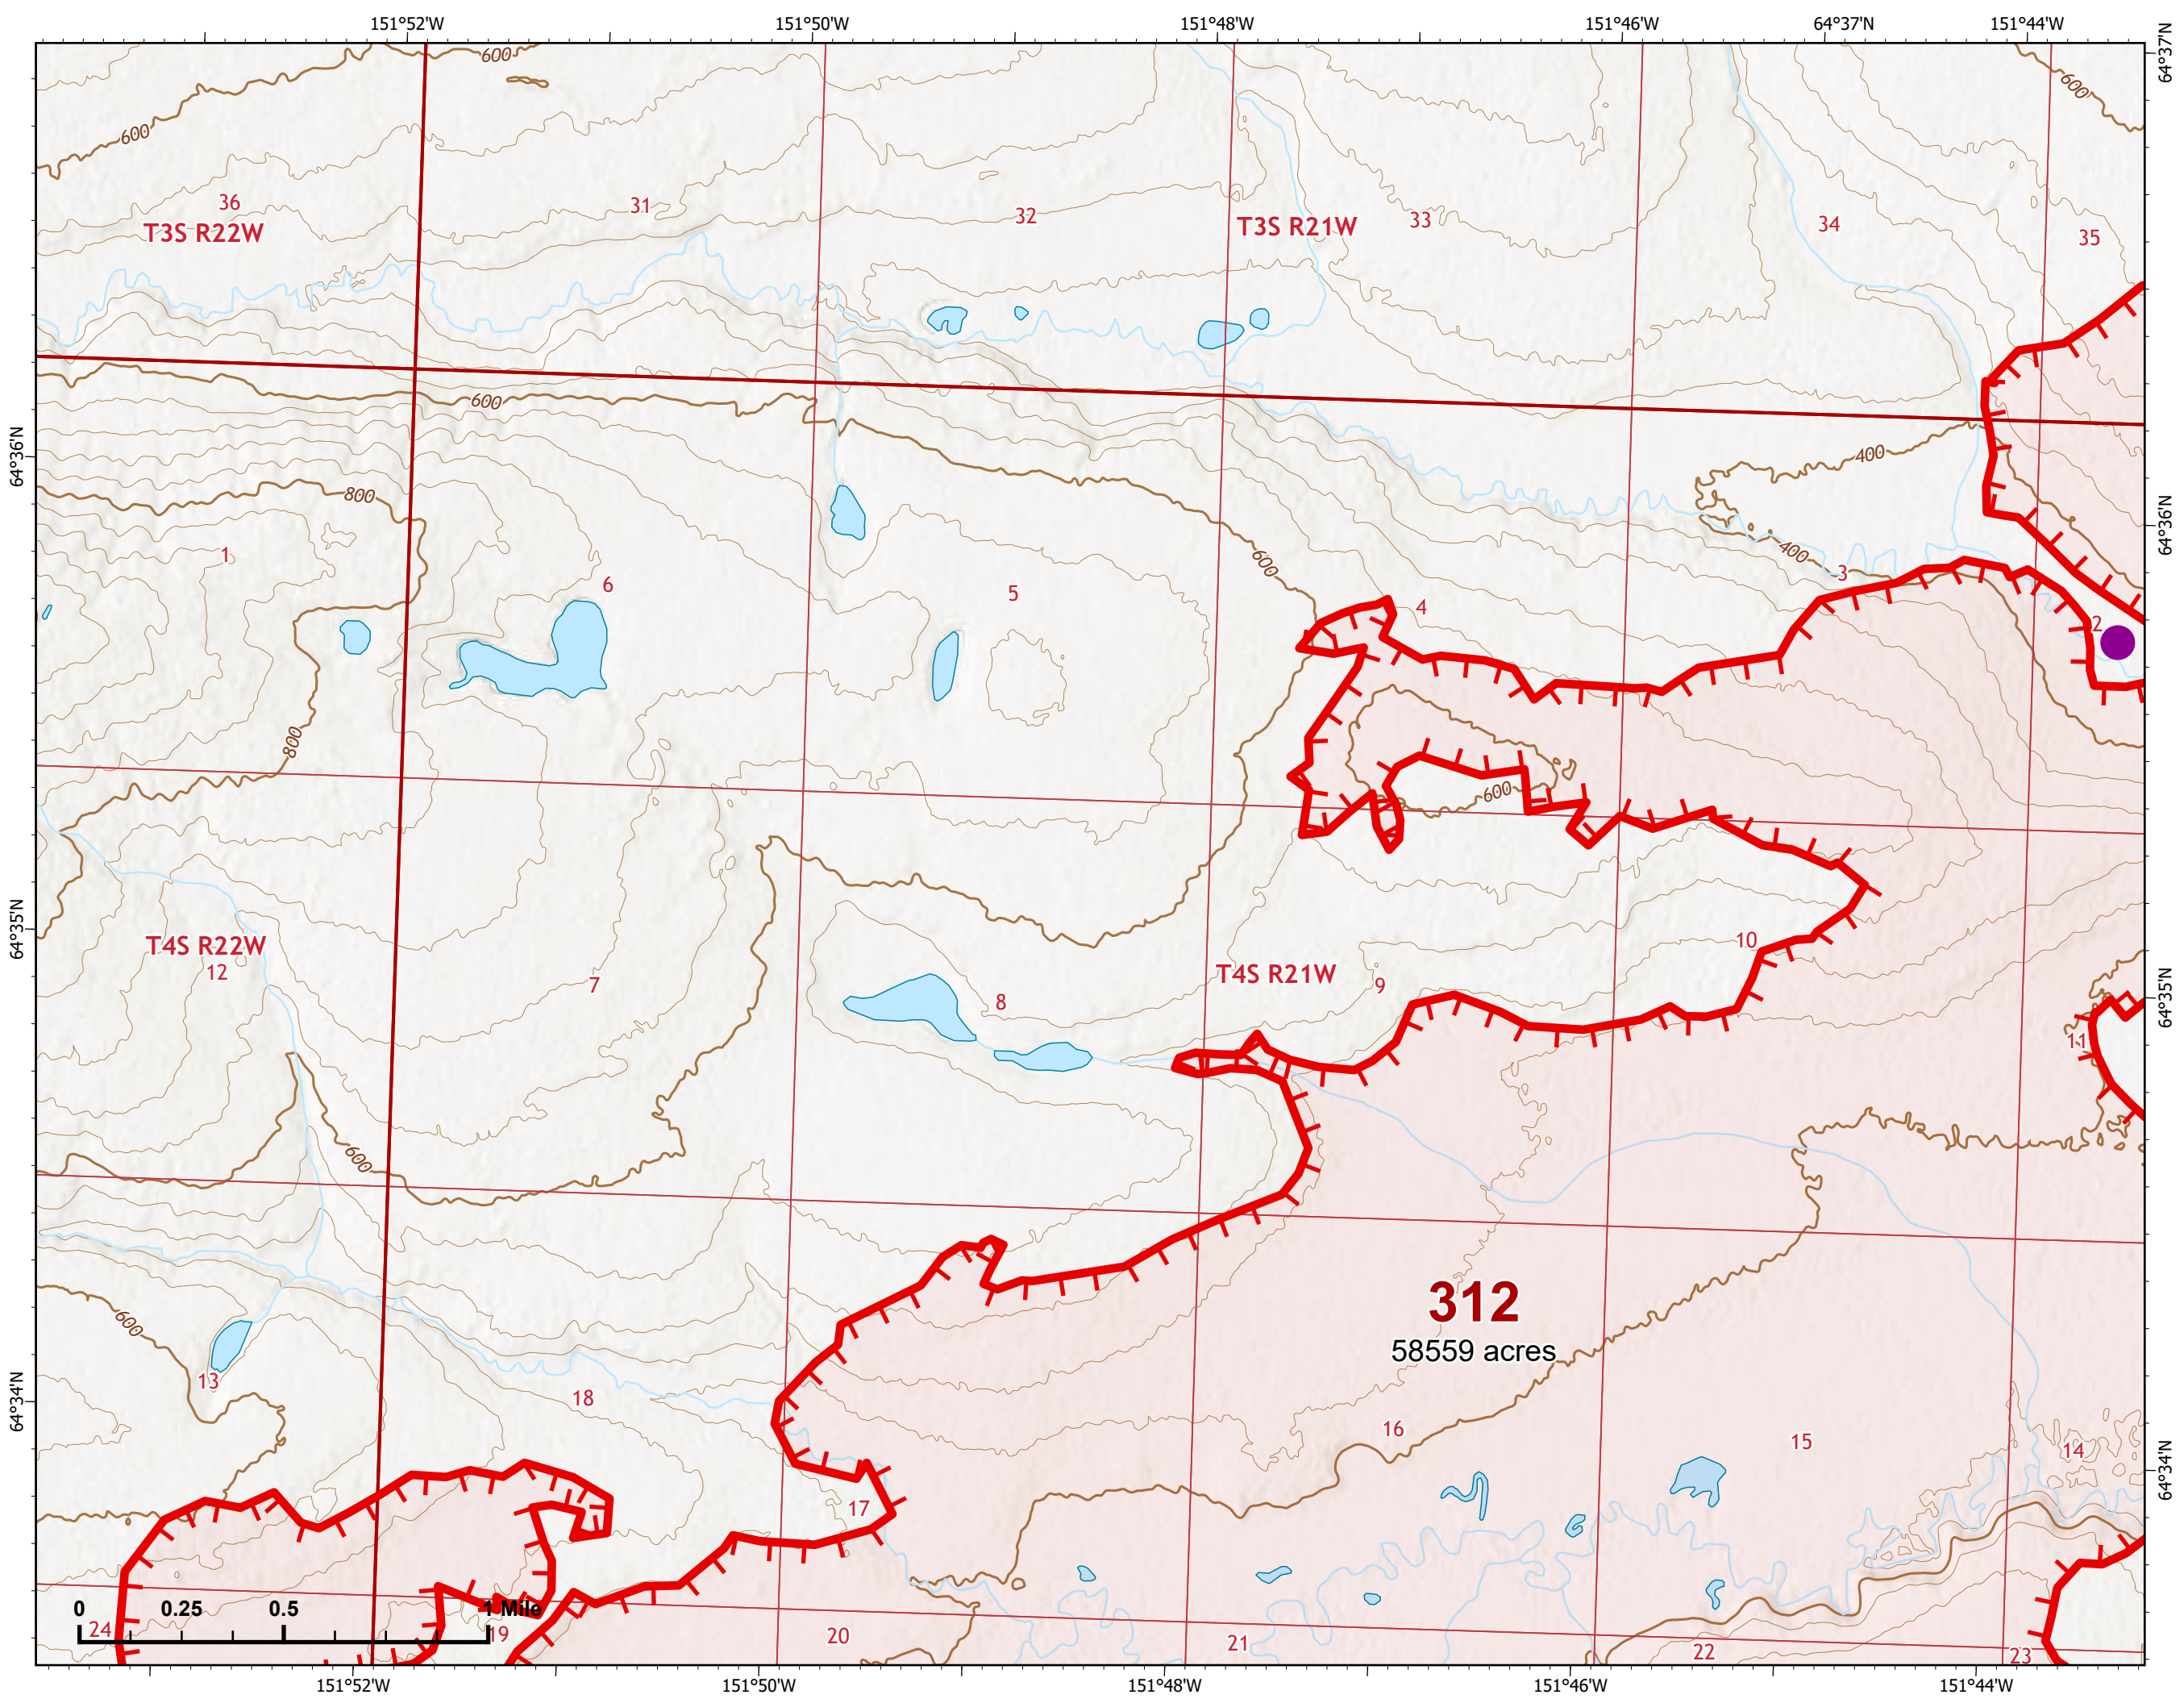 151°52'W 151°50'W 151°48'W 151°46'W 64°37'N 151°44'W
64°37'N
600
600
600
36 31 32 33 34 35
T3S R22W T3S R21W
600
400
64°36'N
800
64°36'N
400
600
1 6 5 4 3 2
800
600
64°35'N
T4S R22W
12 7 8 T4S R21W 9 10
64°35'N
11
600
312
58559 acres
600
13 18 16 15 14
64°34'N
64°34'N
17
0 0.25 0.5 1 Mile
24 19 20 21 22 23
151°52'W 151°50'W 151°48'W 151°46'W 151°44'W